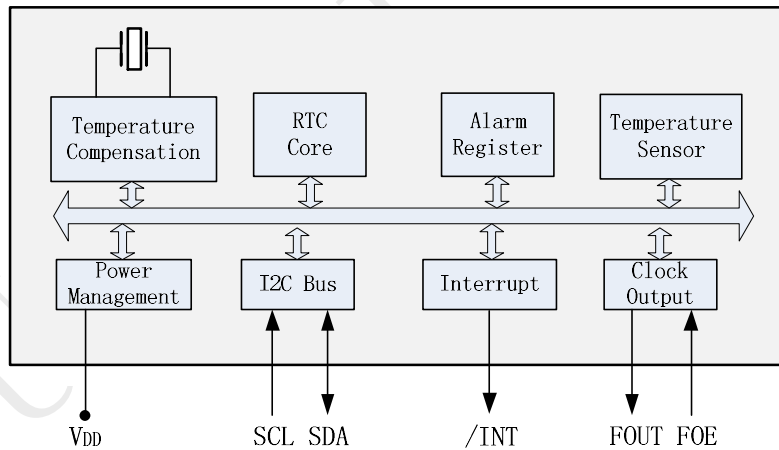 Temperature
Compensation
RTC
Core
Alarm
Register
Temperature
Sensor
Power
Management
I2C Bus
Interrupt
Clock
Output
VDD
SCL SDA
/INT
FOUT FOE